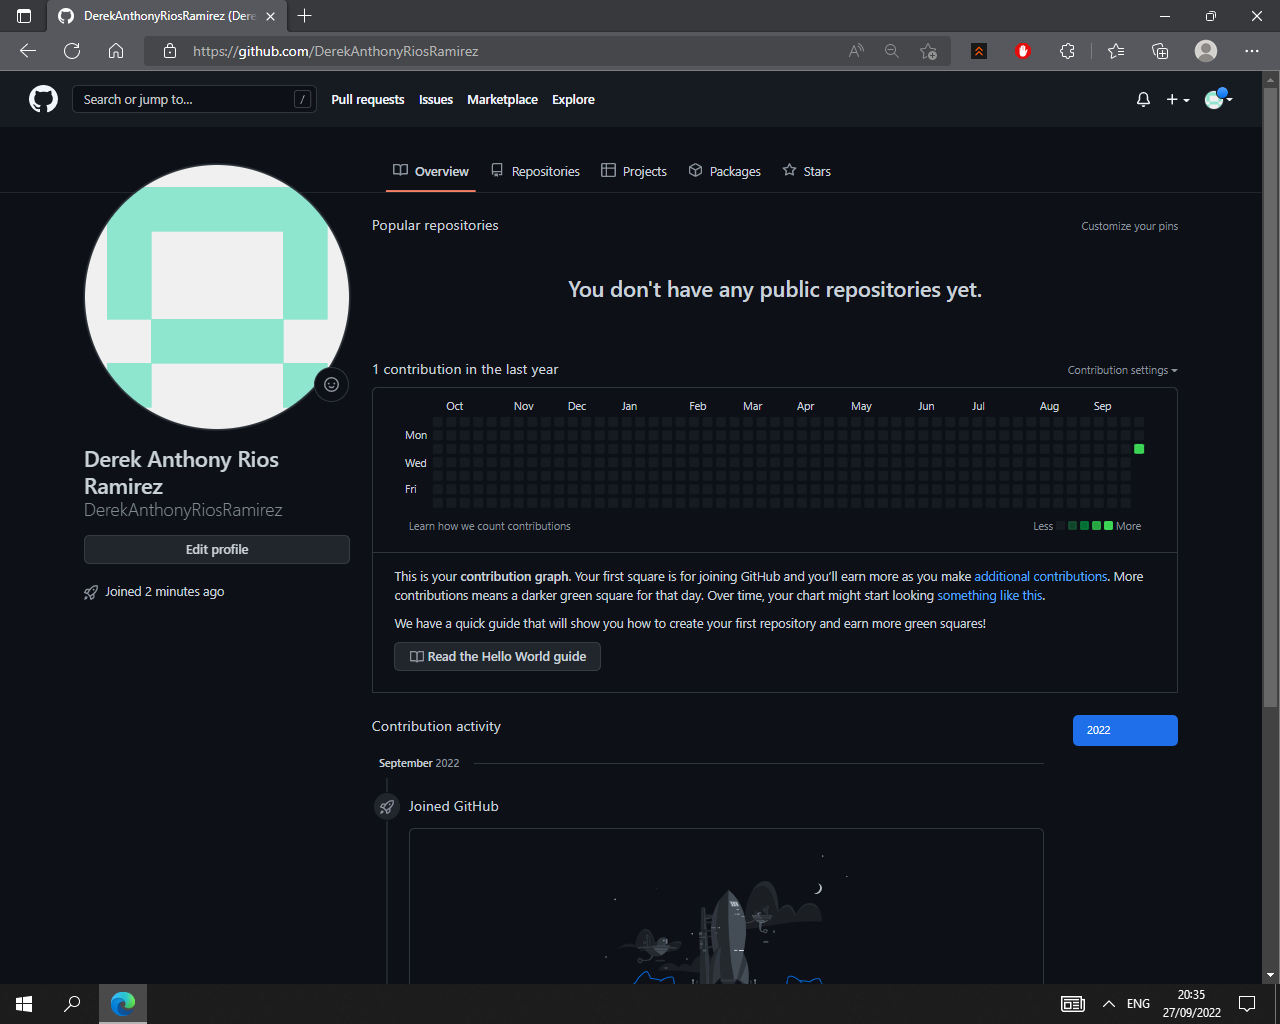 DerekAnthonyRiosRamirez (Dere
https://github.com/DerekAnthonyRiosRamirez
Search or jump to... /
Pull requests Issues Marketplace Explore
Overview Repositories Projects Packages Stars
Popular repositories
Customize your pins
You don't have any public repositories yet.
1 contribution in the last year
Contribution settings
Oct Nov Dec Jan Feb Mar Apr May Jun Jul Aug Sep
Mon
Wed
Fri
Learn how we count contributions
Less More
Derek Anthony Rios
Ramirez
DerekAnthonyRiosRamirez
Edit profile
Joined 2 minutes ago
This is your contribution graph. Your first square is for joining GitHub and you'll earn more as you make additional contributions. More
contributions means a darker green square for that day. Over time, your chart might start looking something like this.
We have a quick guide that will show you how to create your first repository and earn more green squares!
Read the Hello World guide
Contribution activity
2022
September 2022
Joined GitHub
ENG
20:35
27/09/2022